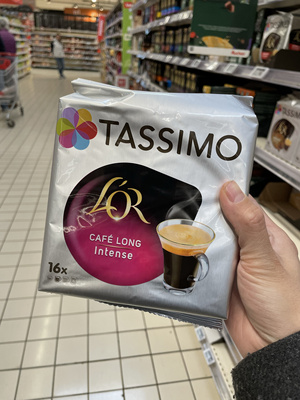 TASSIMO
L'OR
CAFÉ LONG
Intense
16x